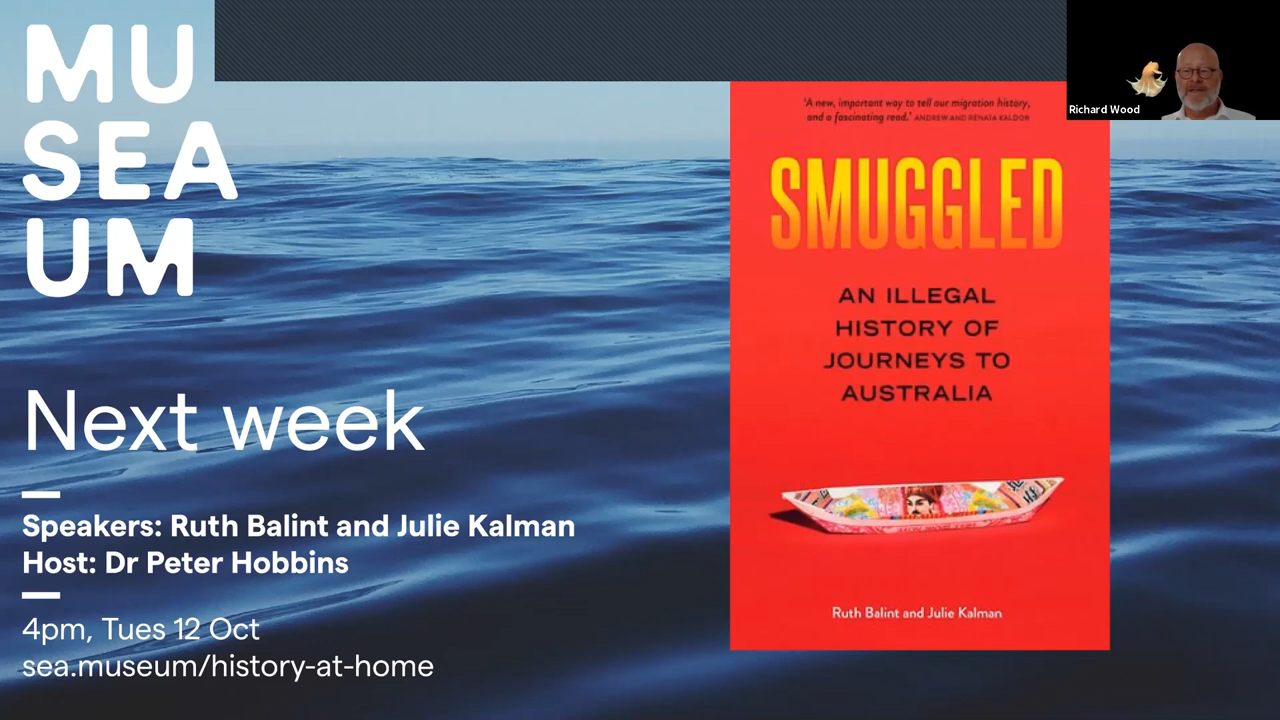 MU
SEA
UM
Next week
Speakers: Ruth Balint and Julie Kalman
Host: Dr Peter Hobbins
4pm, Tues 12 Oct
sea.museum/history-at-home
'A new, important way to tell our migration history,
and a fascinating read.' ANDREW AND RENATA KALDOR
SMUGGLED
AN ILLEGAL
HISTORY OF
JOURNEYS TO
AUSTRALIA
Ruth Balint and Julie Kalman
Richard Wood